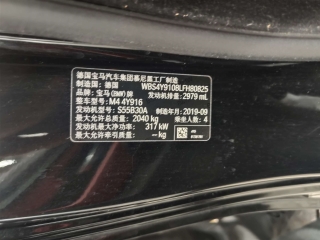 德国宝马汽车集团慕尼黑工厂制造
制造国:德国 WBS4Y9108LFH80825
品牌:宝马(BMW)牌 发动机排量:2979 mL
整车型号:M4 4Y916
发动机型号:S55B30A 制造年月:2019-09
最大允许总质量:2040 kg 乘坐人数:4
发动机最大净功率:317 kW
最大允许牵引质量:-- kg